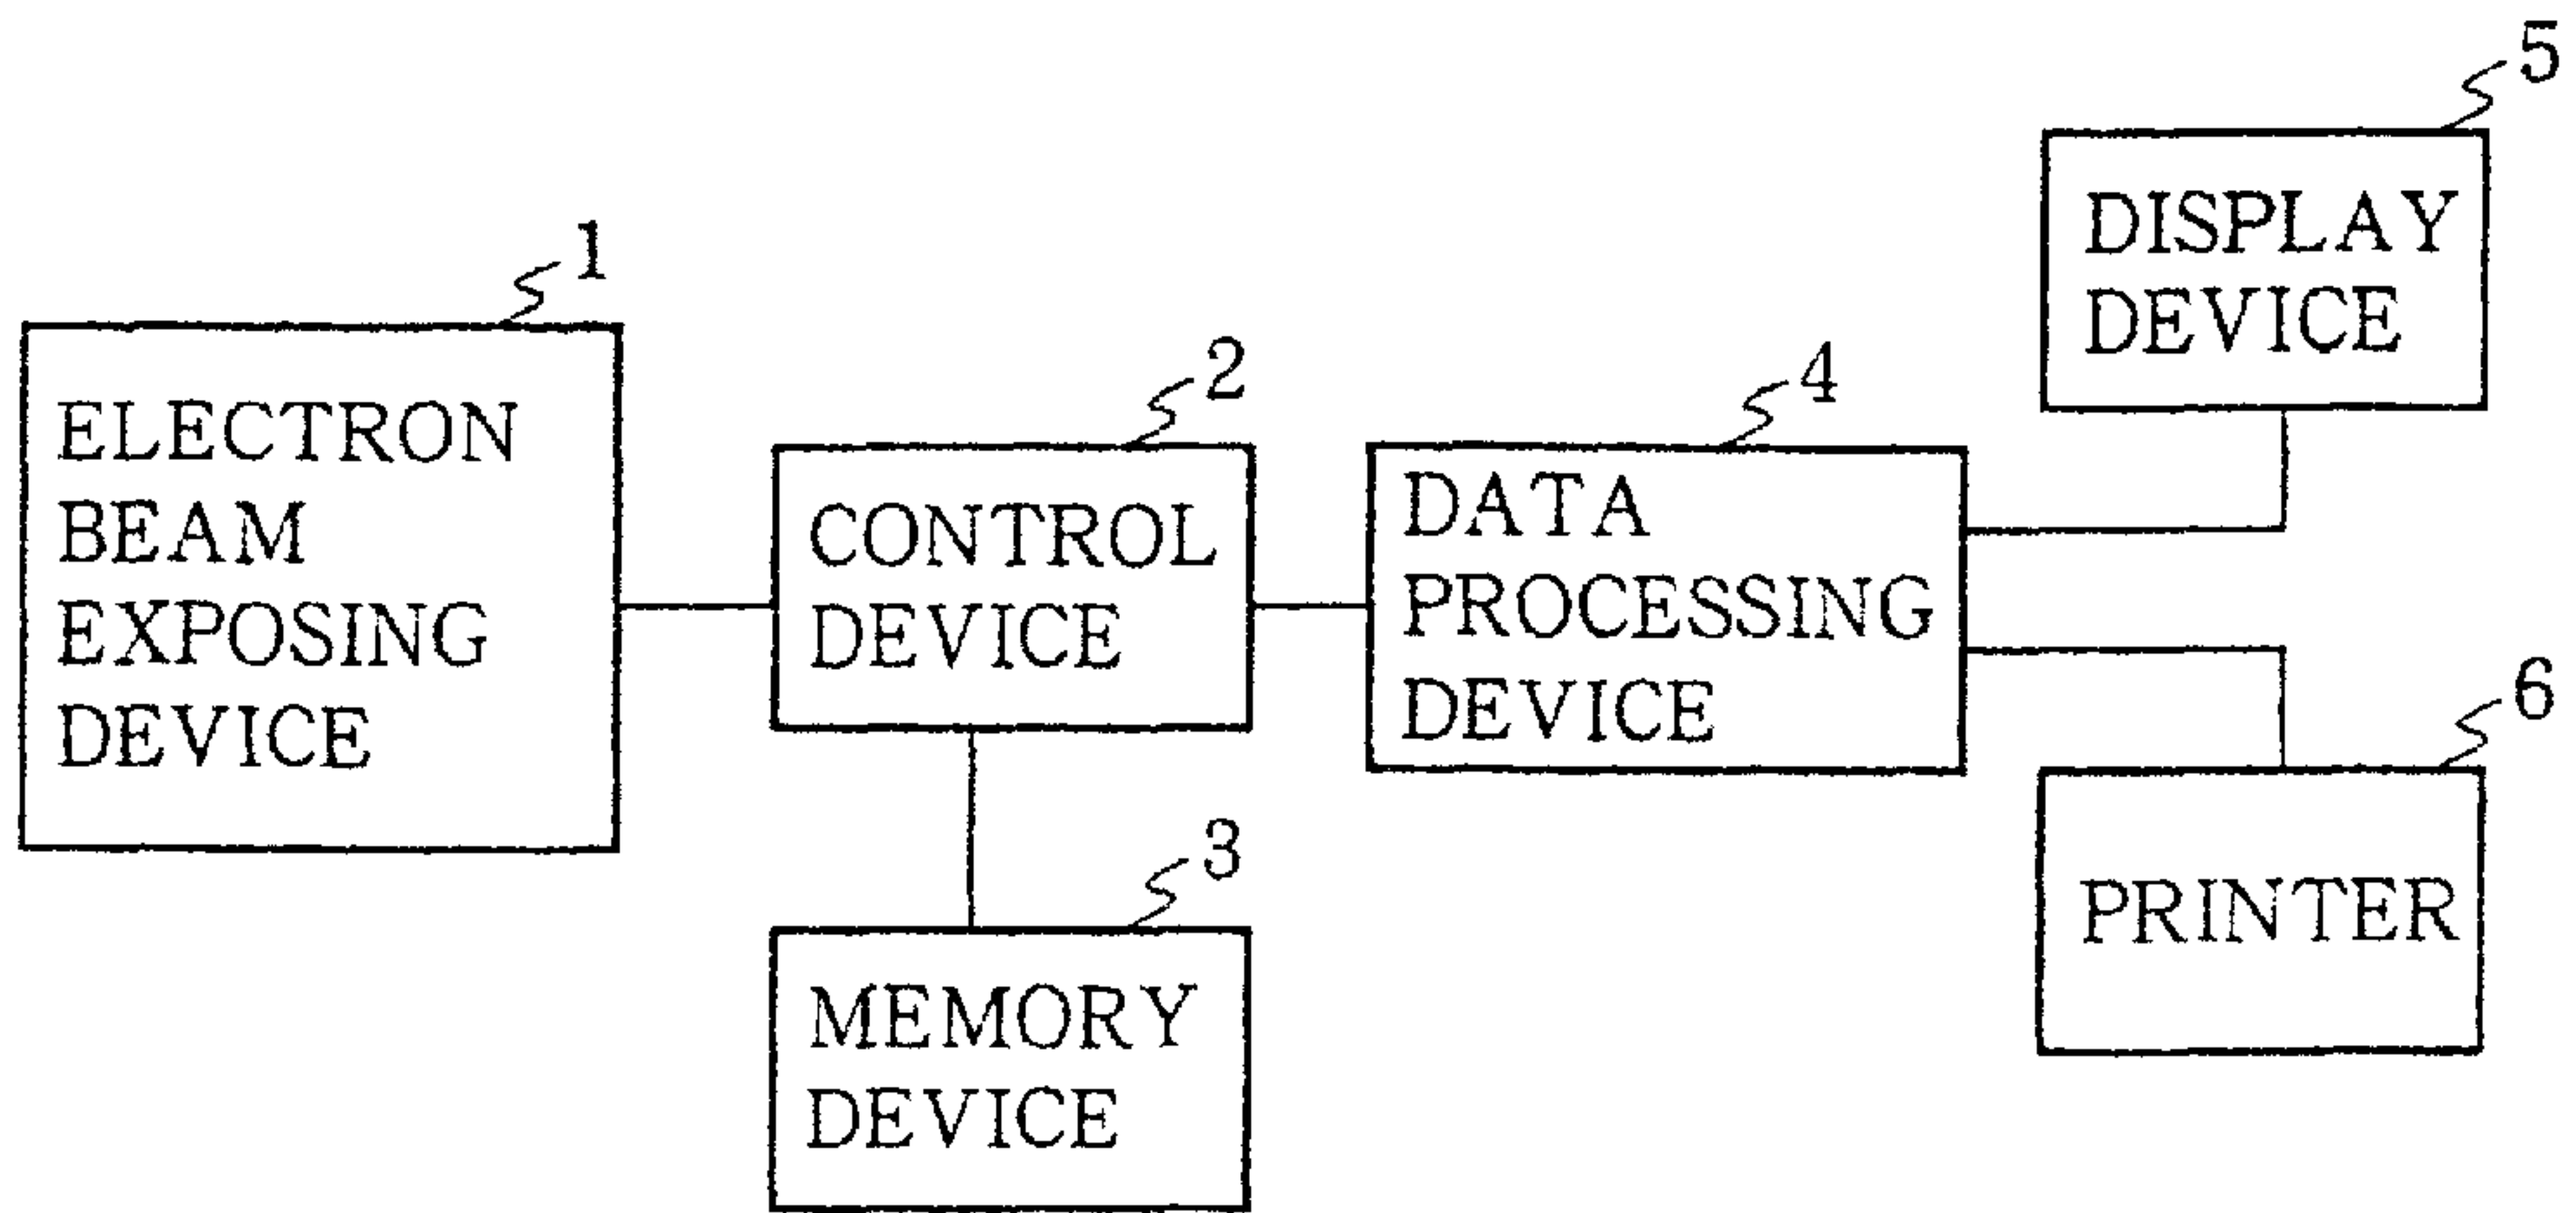 1
ELECTRON
BEAM
EXPOSING
DEVICE
2
CONTROL
DEVICE
3
MEMORY
DEVICE
4
DATA
PROCESSING
DEVICE
5
DISPLAY
DEVICE
6
PRINTER